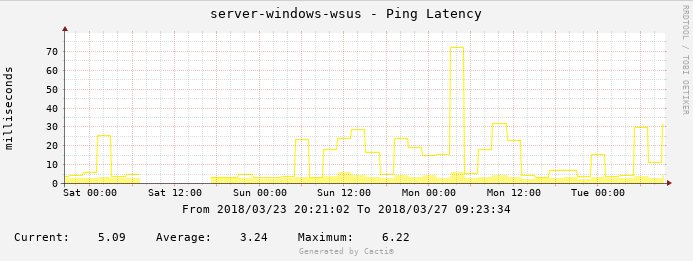 server-windows-wsus - Ping Latency
RRDTOOL / TOBI OETIKER
milliseconds
70
60
50
40
30
20
10
0
Sat 00:00 Sat 12:00 Sun 00:00 Sun 12:00 Mon 00:00 Mon 12:00 Tue 00:00
From 2018/03/23 20:21:02 To 2018/03/27 09:23:34
Current: 5.09 Average: 3.24 Maximum: 6.22
Generated by Cacti®